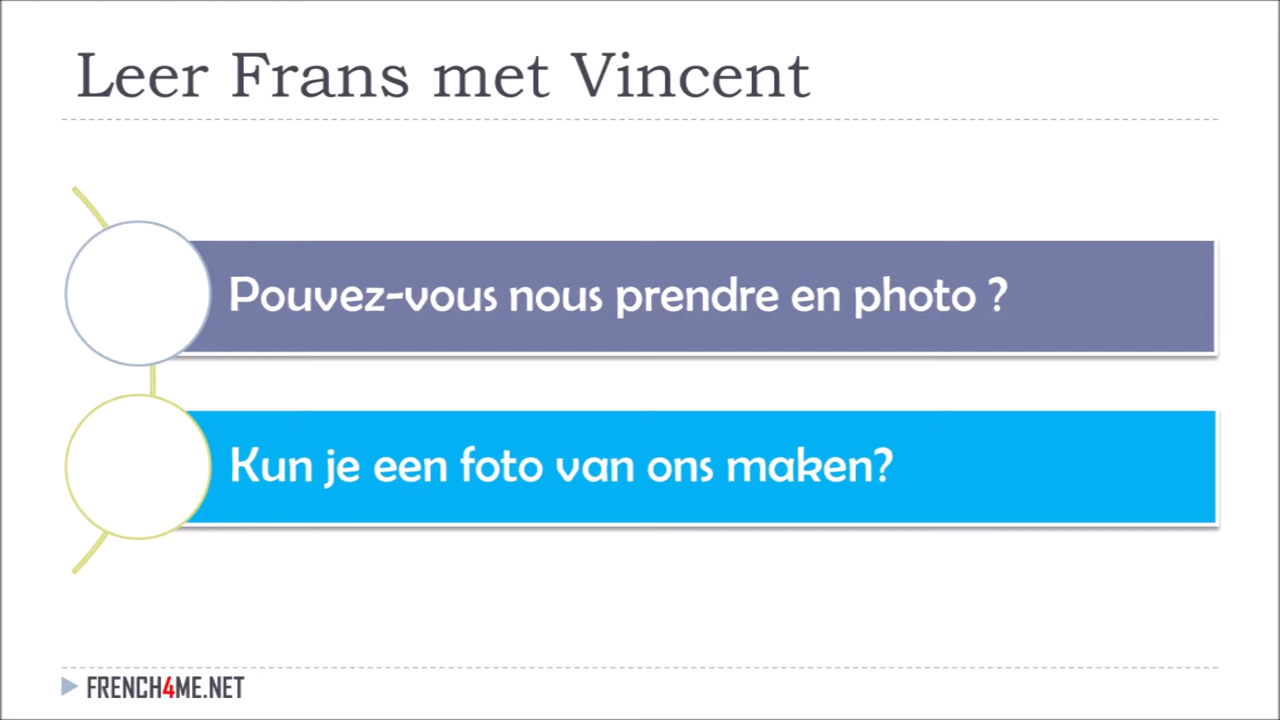 Leer Frans met Vincent
Pouvez-vous nous prendre en photo ?
Kun je een foto van ons maken?
FRENCH4ME.NET